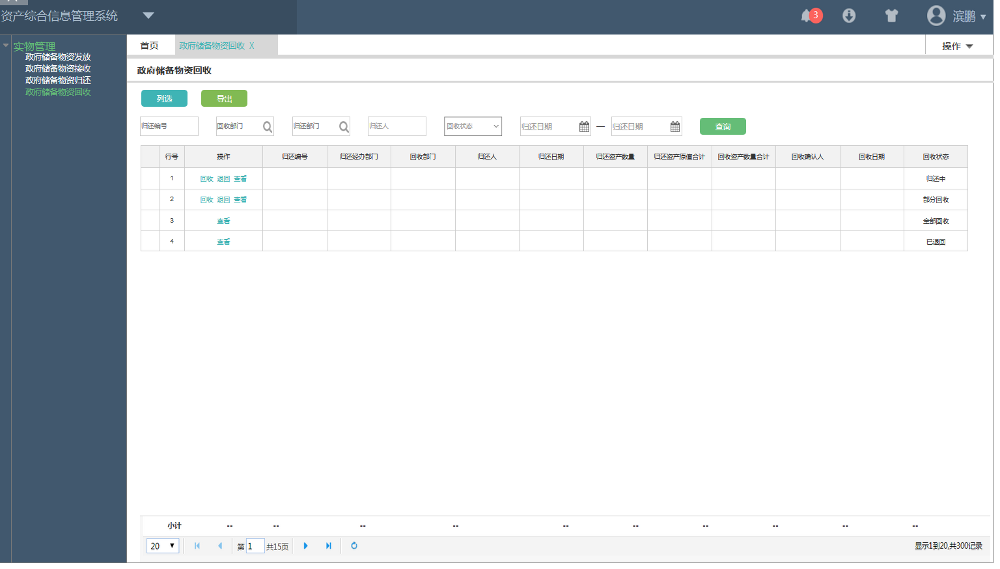 资产综合信息管理系统
3
滨鹏
实物管理
政府储备物资发放
政府储备物资接收
政府储备物资归还
政府储备物资回收
首页 政府储备物资回收 X 操作
政府储备物资回收
列选 导出
归还编号 回收部门 归还部门 归还人 回收状态 归还日期 — 归还日期 查询
行号 操作 归还编号 归还经办部门 回收部门 归还人 归还日期 归还资产数量 归还资产原值合计 回收资产数量合计 回收确认人 回收日期 回收状态
1 回收 退回 查看 归还中
2 回收 退回 查看 部分回收
3 查看 全部回收
4 查看 已退回
小计 -- -- -- -- -- -- -- -- -- --
20 第 1 共15页 显示1到20,共300记录